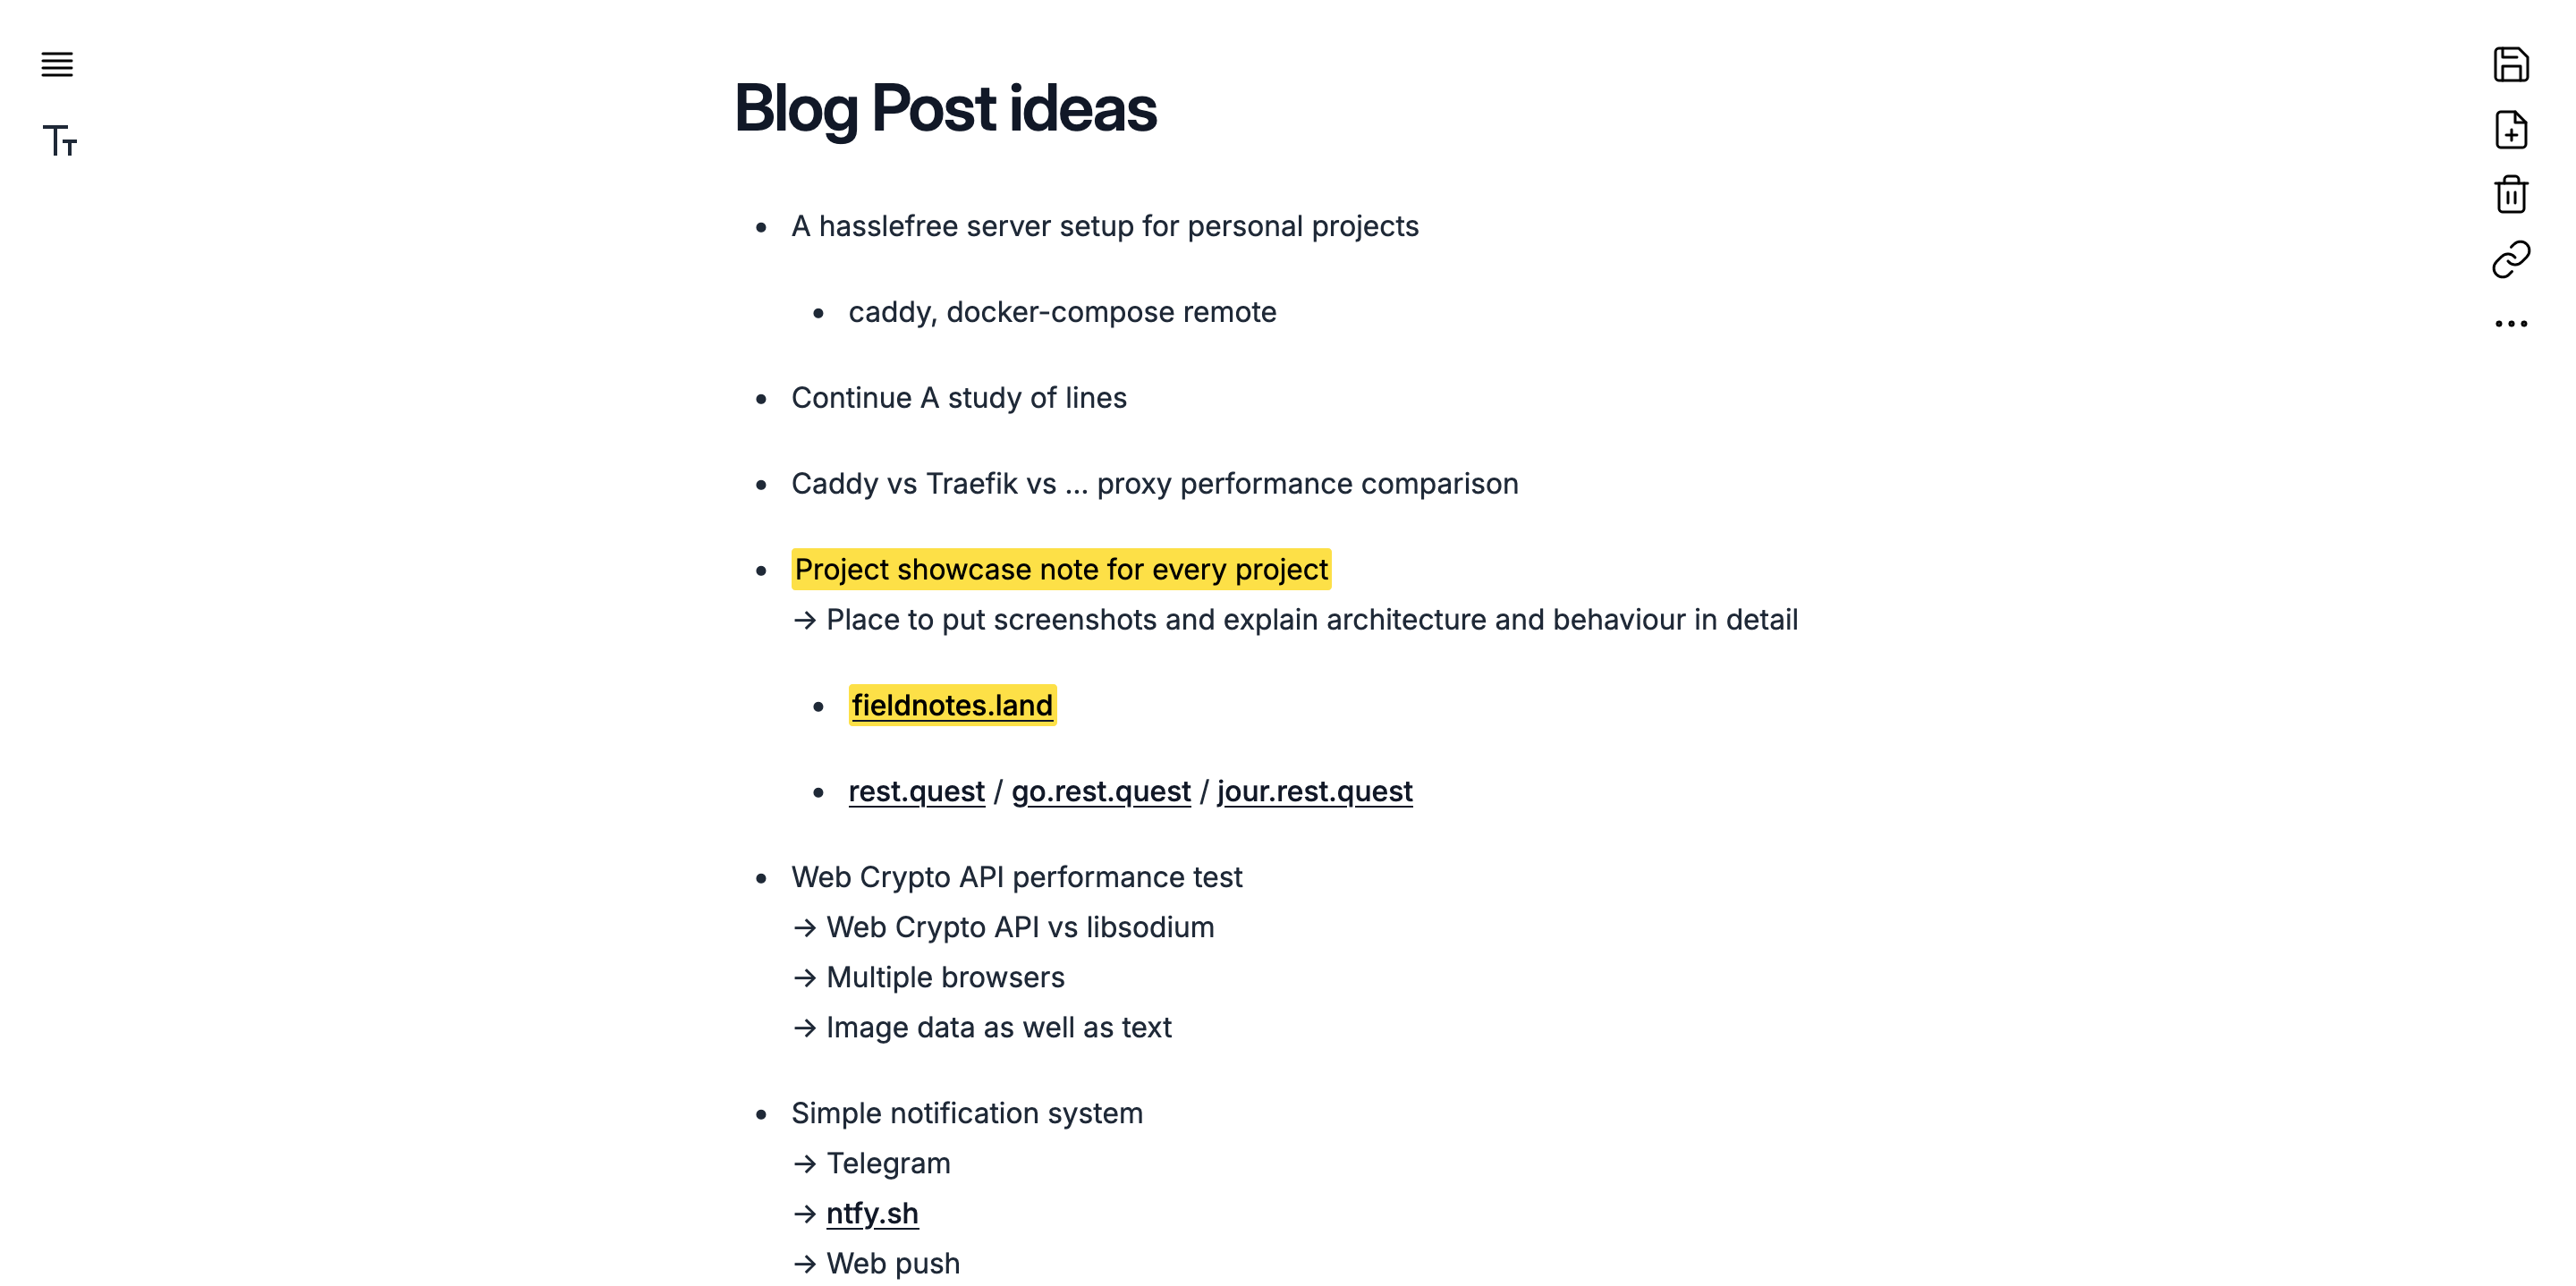 Blog Post ideas
A hasslefree server setup for personal projects
caddy, docker-compose remote
Continue A study of lines
Caddy vs Traefik vs ... proxy performance comparison
Project showcase note for every project
→ Place to put screenshots and explain architecture and behaviour in detail
fieldnotes.land
rest.quest / go.rest.quest / jour.rest.quest
Web Crypto API performance test
→ Web Crypto API vs libsodium
→ Multiple browsers
→ Image data as well as text
Simple notification system
→ Telegram
→ ntfy.sh
→ Web push